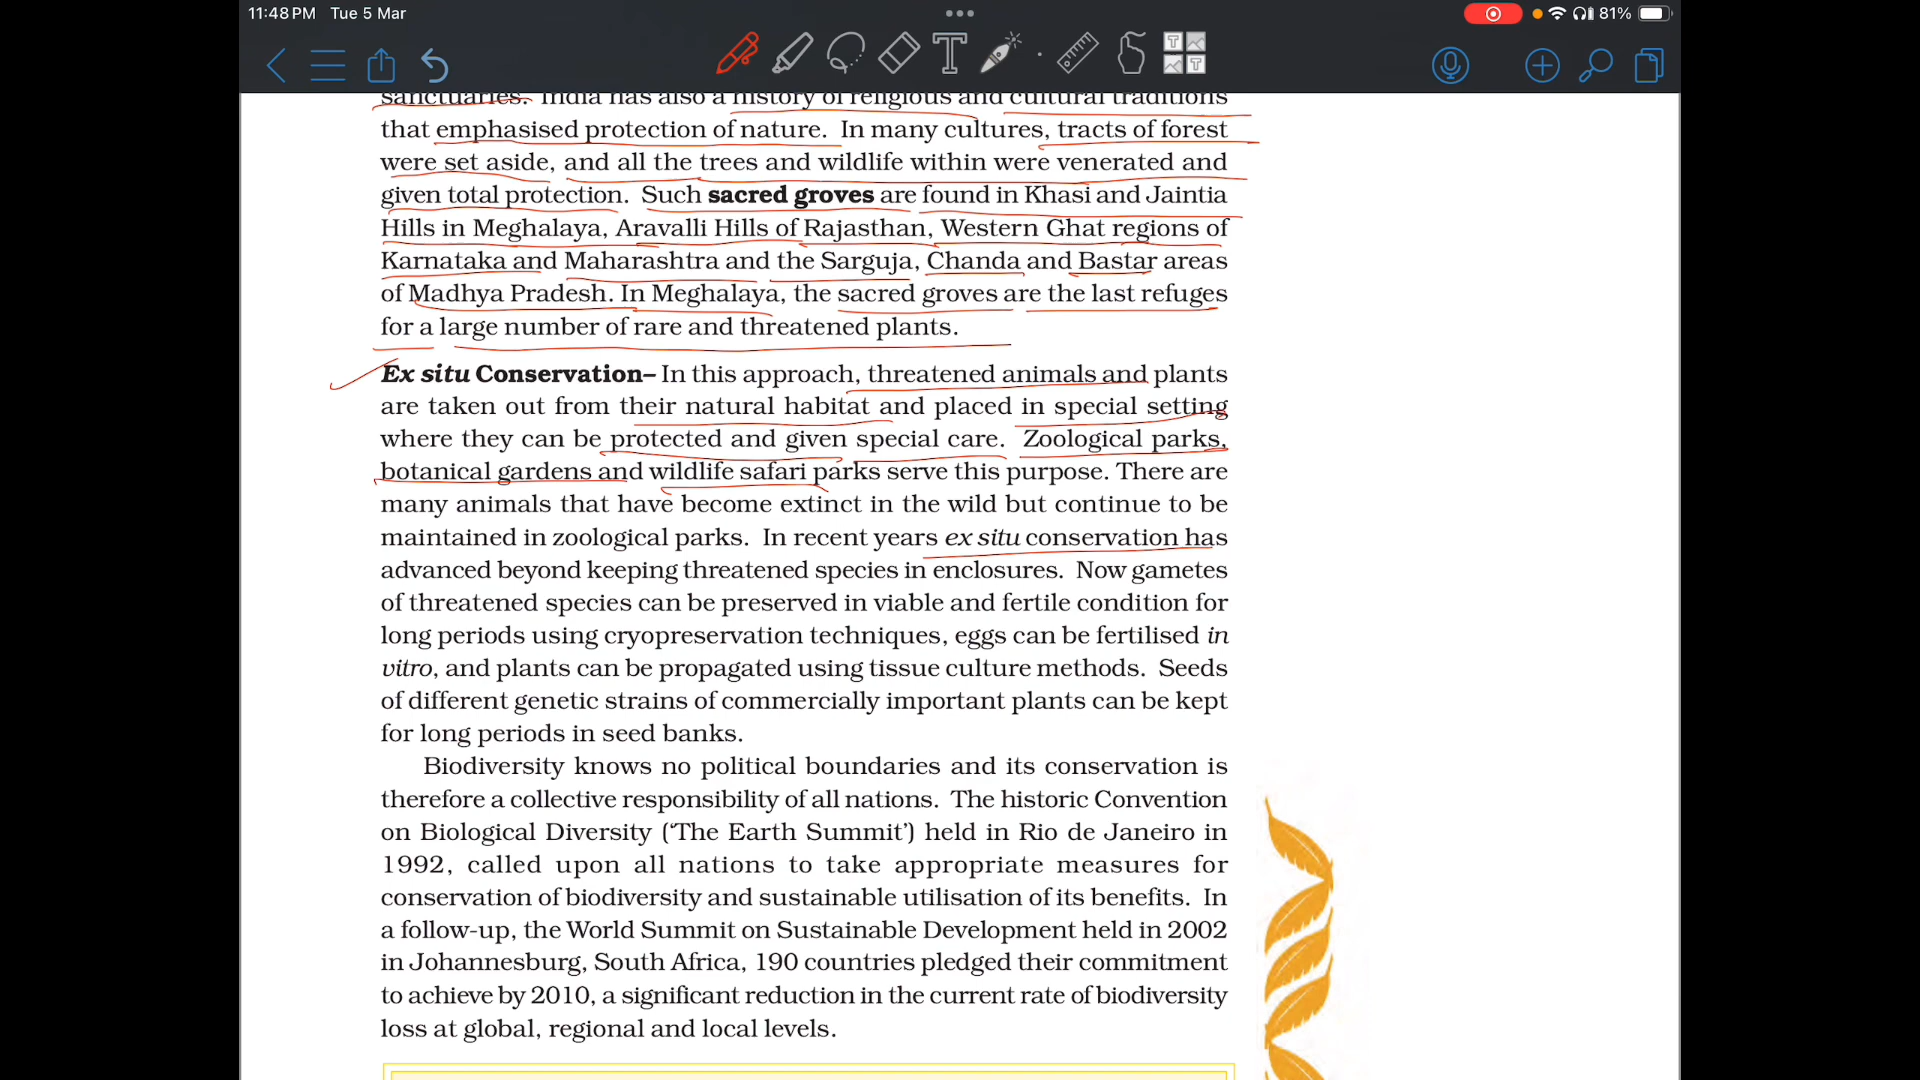 11:48 PM Tue 5 Mar
81%
sanctuaries. India has also a history of religious and cultural traditions
that emphasised protection of nature. In many cultures, tracts of forest
were set aside, and all the trees and wildlife within were venerated and
given total protection. Such sacred groves are found in Khasi and Jaintia
Hills in Meghalaya, Aravalli Hills of Rajasthan, Western Ghat regions of
Karnataka and Maharashtra and the Sarguja, Chanda and Bastar areas
of Madhya Pradesh. In Meghalaya, the sacred groves are the last refuges
for a large number of rare and threatened plants.
Ex situ Conservation– In this approach, threatened animals and plants
are taken out from their natural habitat and placed in special setting
where they can be protected and given special care. Zoological parks,
botanical gardens and wildlife safari parks serve this purpose. There are
many animals that have become extinct in the wild but continue to be
maintained in zoological parks. In recent years ex situ conservation has
advanced beyond keeping threatened species in enclosures. Now gametes
of threatened species can be preserved in viable and fertile condition for
long periods using cryopreservation techniques, eggs can be fertilised in
vitro, and plants can be propagated using tissue culture methods. Seeds
of different genetic strains of commercially important plants can be kept
for long periods in seed banks.
Biodiversity knows no political boundaries and its conservation is
therefore a collective responsibility of all nations. The historic Convention
on Biological Diversity ('The Earth Summit') held in Rio de Janeiro in
1992, called upon all nations to take appropriate measures for
conservation of biodiversity and sustainable utilisation of its benefits. In
a follow-up, the World Summit on Sustainable Development held in 2002
in Johannesburg, South Africa, 190 countries pledged their commitment
to achieve by 2010, a significant reduction in the current rate of biodiversity
loss at global, regional and local levels.